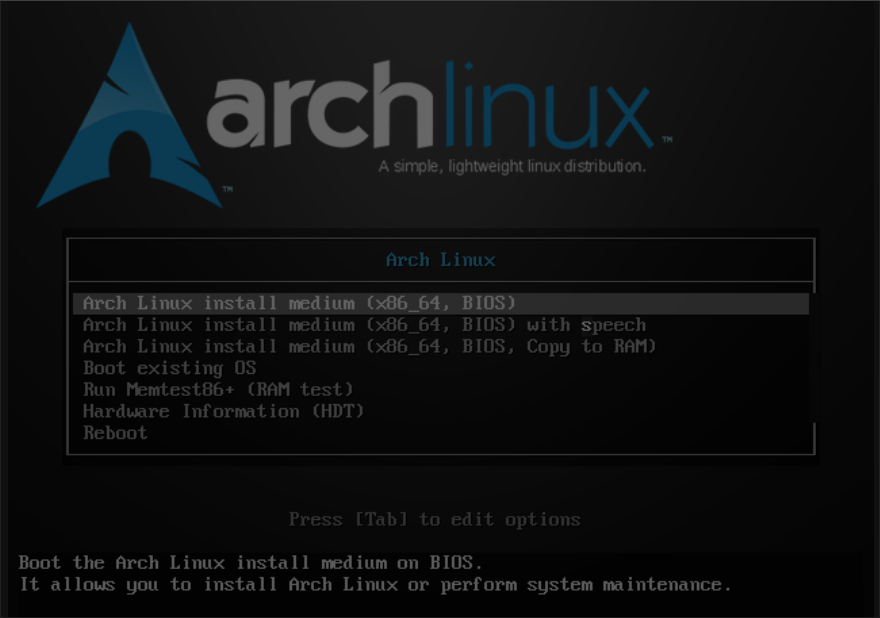 archlinux™
A simple, lightweight linux distribution.
™
Arch Linux
Arch Linux install medium (x86_64, BIOS)
Arch Linux install medium (x86_64, BIOS) with speech
Arch Linux install medium (x86_64, BIOS, Copy to RAM)
Boot existing OS
Run Memtest86+ (RAM test)
Hardware Information (HDT)
Reboot
Press [Tab] to edit options
Boot the Arch Linux install medium on BIOS.
It allows you to install Arch Linux or perform system maintenance.